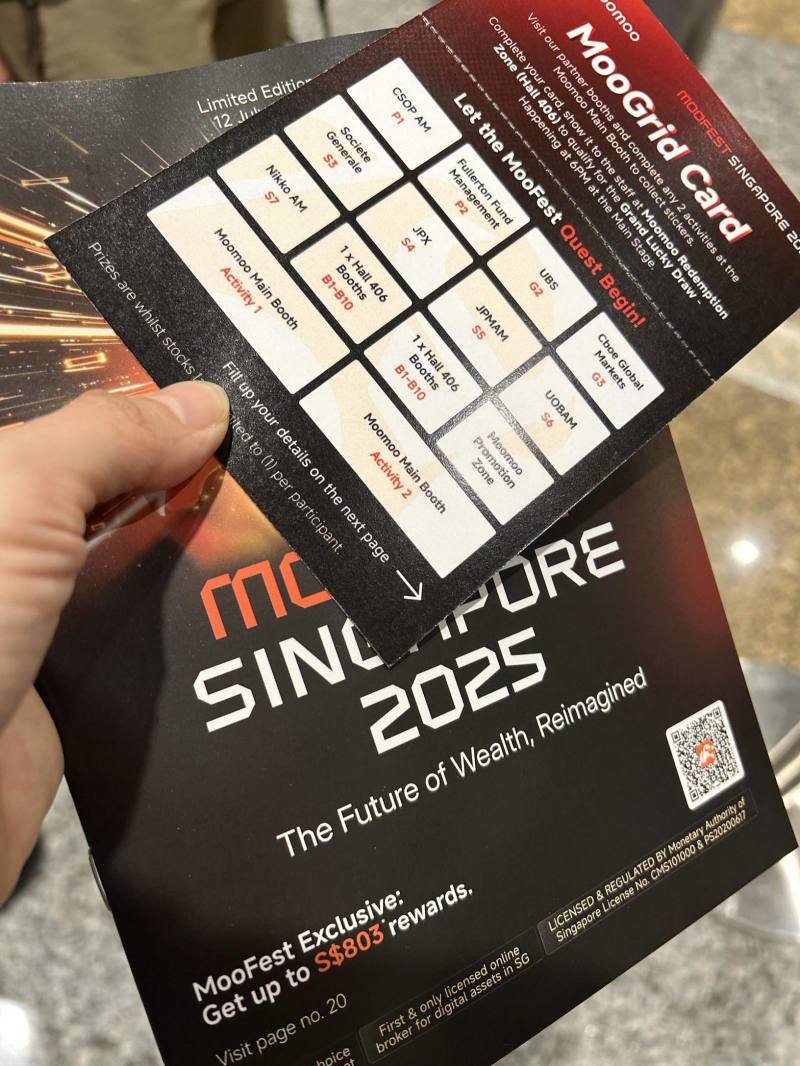 moomoo
MOOFEST SINGAPORE
MooGrid Card
Visit our partner booths and complete any 2 activities at the
Moomoo Main Booth to collect stickers.
Complete your card, show it to the staff at Moomoo Redemption
Zone (Hall 406) to qualify for the Grand Lucky Draw -
Happening at 6PM at the Main Stage.
Let the MooFest Quest Begin!
CSOP AM
P1
Fullerton Fund
Management
P2
UBS
G2
Cboe Global
Markets
G3
Societe
Generale
S3
JPX
S4
JPMAM
S5
UOBAM
S6
Nikko AM
S7
1 x Hall 406
Booths
B1-B10
1 x Hall 406
Booths
B1-B10
Moomoo
Promotion
Zone
Moomoo Main Booth
Activity 1
Moomoo Main Booth
Activity 2
Fill up your details on the next page
Prizes are whilst stocks
to (1) per participant
Limited Edition
12
SINGAPORE
2025
The Future of Wealth, Reimagined
MooFest Exclusive:
Get up to S$803 rewards.
Visit page no. 20
First & only licensed online
broker for digital assets in SG
LICENSED & REGULATED BY Monetary Authority of
Singapore License No. CMS101000 & PS20200617